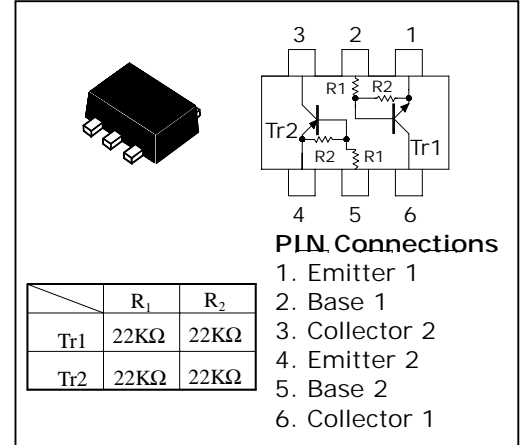 3 2 1
R1 R2
Tr2 Tr1
R2 R1
4 5 6
PIN Connections
1. Emitter 1
2. Base 1
3. Collector 2
4. Emitter 2
5. Base 2
6. Collector 1
R₁ R₂
Tr1 22KΩ 22KΩ
Tr2 22KΩ 22KΩ